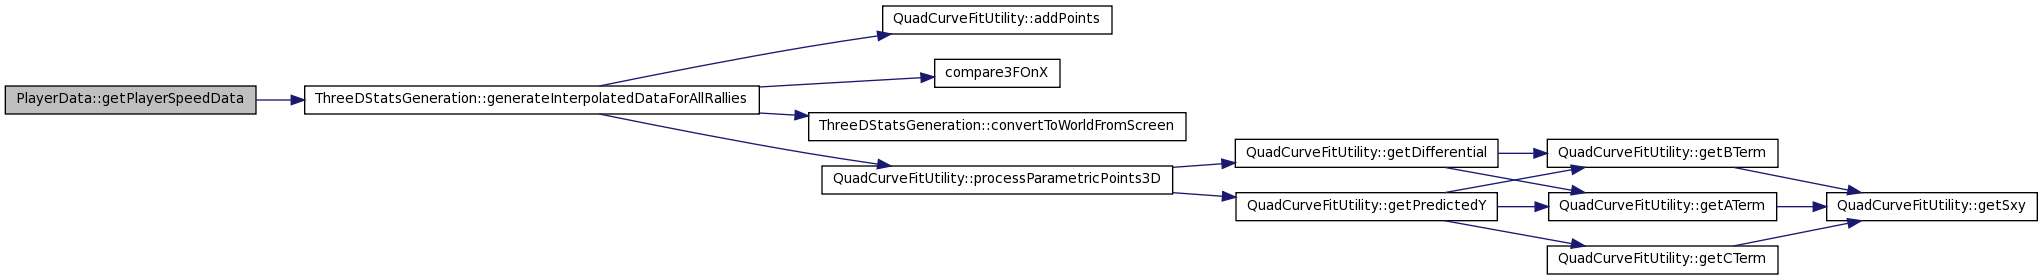 QuadCurveFitUtility::addPoints
compare3FOnX
PlayerData::getPlayerSpeedData
ThreeDStatsGeneration::generateInterpolatedDataForAllRallies
ThreeDStatsGeneration::convertToWorldFromScreen
QuadCurveFitUtility::processParametricPoints3D
QuadCurveFitUtility::getDifferential
QuadCurveFitUtility::getBTerm
QuadCurveFitUtility::getPredictedY
QuadCurveFitUtility::getATerm
QuadCurveFitUtility::getSxy
QuadCurveFitUtility::getCTerm